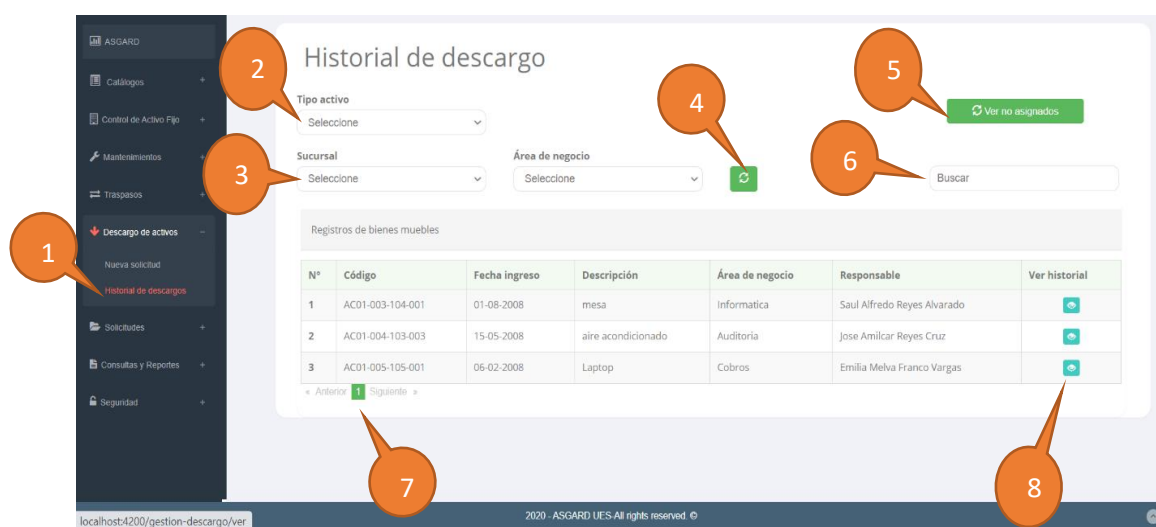 ASGARD
Catálogos +
Control de Activo Fijo +
Mantenimientos +
Traspasos +
Descargo de activos -
Nueva solicitud
Historial de descargos
Solicitudes +
Consultas y Reportes +
Seguridad +
1
2
3
4
5
6
7
8
Historial de descargo
Tipo activo
Seleccione
Ver no asignados
Sucursal Área de negocio
Seleccione Seleccione
Buscar
Registros de bienes muebles
N° Código Fecha ingreso Descripción Área de negocio Responsable Ver historial
1 AC01-003-104-001 01-08-2008 mesa Informatica Saul Alfredo Reyes Alvarado
2 AC01-004-103-003 15-05-2008 aire acondicionado Auditoria Jose Amilcar Reyes Cruz
3 AC01-005-105-001 06-02-2008 Laptop Cobros Emilia Melva Franco Vargas
« Anterior 1 Siguiente »
2020 - ASGARD UES-All rights reserved. ©
localhost:4200/gestion-descargo/ver